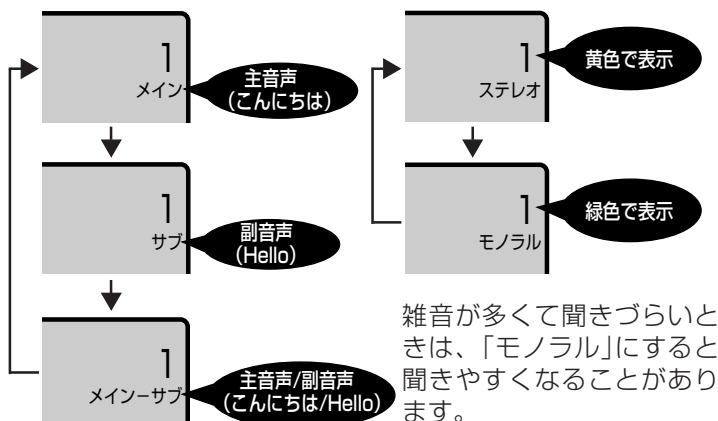 1
メイン
主音声
(こんにちは)
1
サブ
副音声
(Hello)
1
メイン−サブ
主音声/副音声
(こんにちは/Hello)
1
ステレオ
黄色で表示
1
モノラル
緑色で表示
雑音が多くて聞きづらいと
きは、「モノラル」にすると
聞きやすくなることがあり
ます。